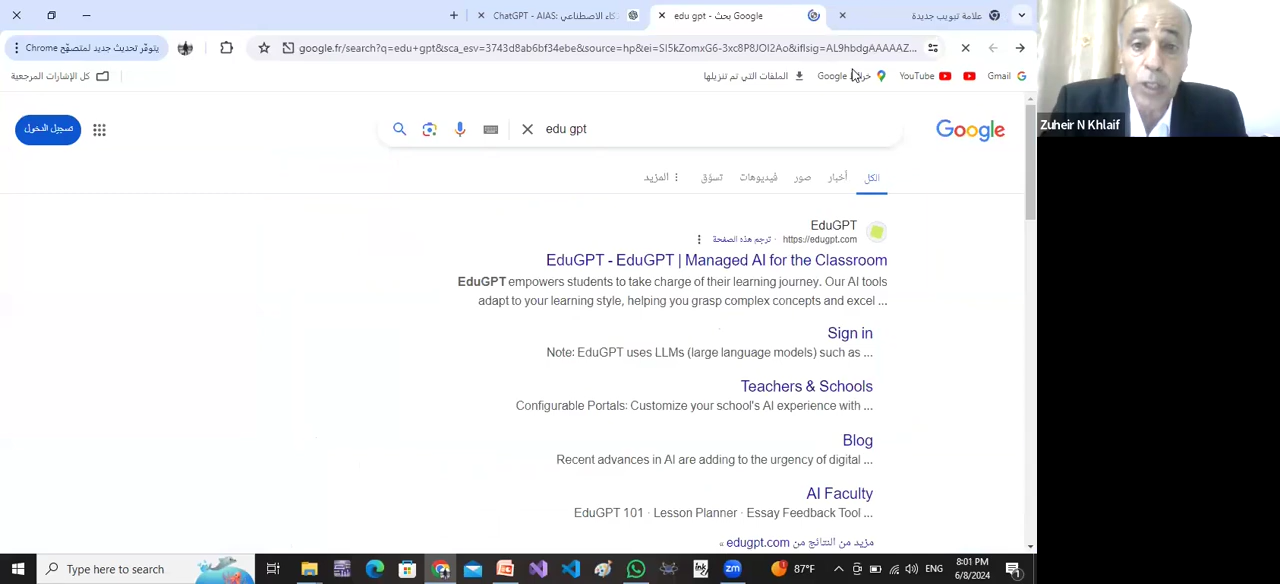 علامة تبويب جديدة
edu gpt - بحث Google
ChatGPT - AIAS: ذكاء الاصطناعي
google.fr/search?q=edu+gpt&sca_esv=3743d8ab6bf34ebe&source=hp&ei=SI5kZomxG6-3xc8P8JOI2Ao&iflsig=AL9hbdgAAAAAZ...
يتوفّر تحديث جديد لمتصفّح Chrome
Gmail
YouTube
Google
الملفات التي تم تنزيلها
كل الإشارات المرجعية
Google
edu gpt
تسجيل الدخول
الكل
أخبار
صور
فيديوهات
تسوّق
المزيد
EduGPT
https://edugpt.com · ترجم هذه الصفحة
EduGPT - EduGPT | Managed AI for the Classroom
EduGPT empowers students to take charge of their learning journey. Our AI tools
adapt to your learning style, helping you grasp complex concepts and excel ...
Sign in
Note: EduGPT uses LLMs (large language models) such as ...
Teachers & Schools
Configurable Portals: Customize your school's AI experience with ...
Blog
Recent advances in AI are adding to the urgency of digital ...
AI Faculty
EduGPT 101 · Lesson Planner · Essay Feedback Tool ...
مزيد من النتائج من edugpt.com »
Zuheir N Khlaif
Type here to search
87°F
ENG
8:01 PM
6/8/2024
1